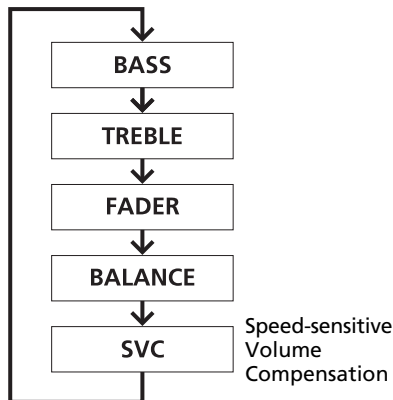 BASS
TREBLE
FADER
BALANCE
SVC
Speed-sensitive
Volume
Compensation